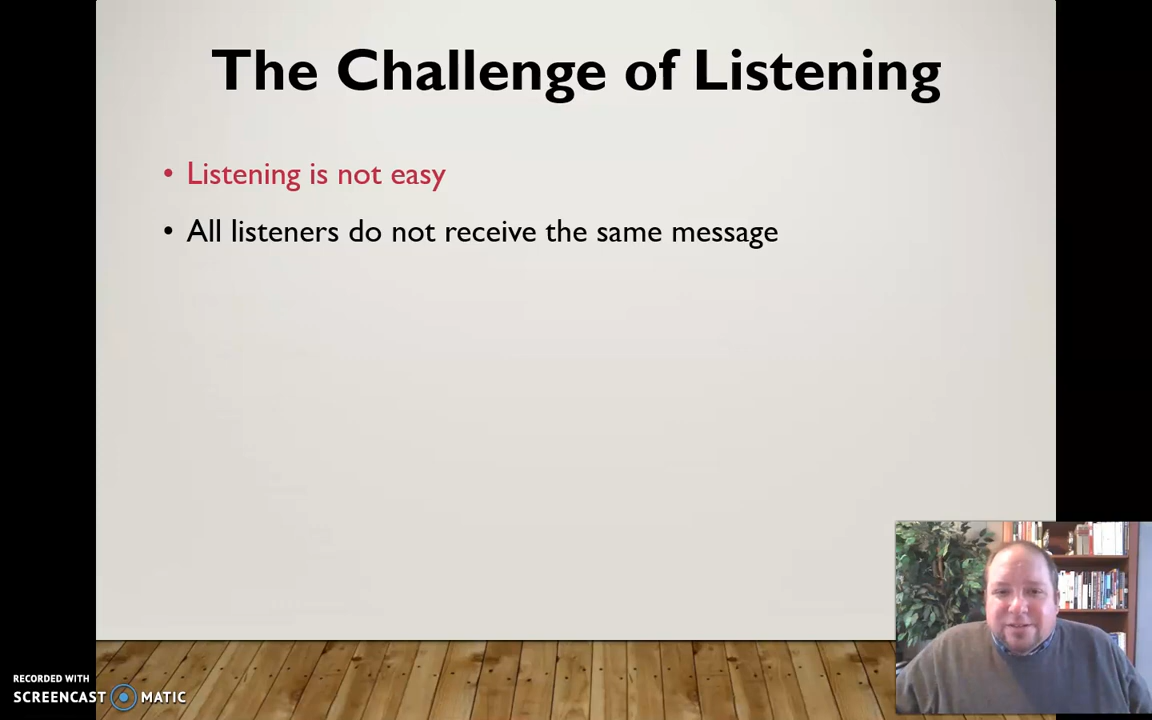 The Challenge of Listening
• Listening is not easy
• All listeners do not receive the same message
RECORDED WITH
SCREENCAST MATIC